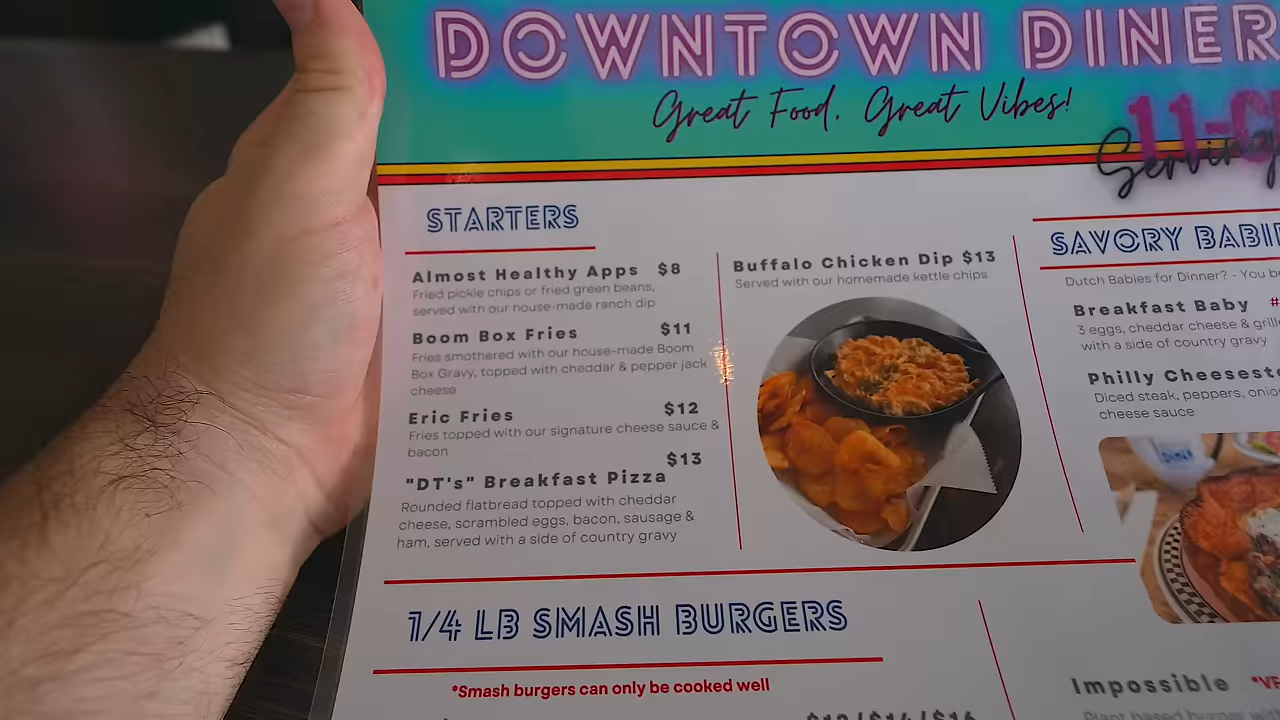 DOWNTOWN DINER
Great Food. Great Vibes!
Serving
STARTERS
Almost Healthy Apps $8
Fried pickle chips or fried green beans,
served with our house-made ranch dip
Boom Box Fries $11
Fries smothered with our house-made Boom
Box Gravy, topped with cheddar & pepper jack
cheese
Eric Fries $12
Fries topped with our signature cheese sauce &
bacon
$13
"DT's" Breakfast Pizza
Rounded flatbread topped with cheddar
cheese, scrambled eggs, bacon, sausage &
ham, served with a side of country gravy
Buffalo Chicken Dip $13
Served with our homemade kettle chips
SAVORY
Dutch Babies for Dinner? - You
Breakfast Baby
3 eggs, cheddar cheese &
with a side of country gravy
Philly
Diced steak, peppers,
cheese sauce
1/4 LB SMASH BURGERS
*Smash burgers can only be cooked well
Impossible